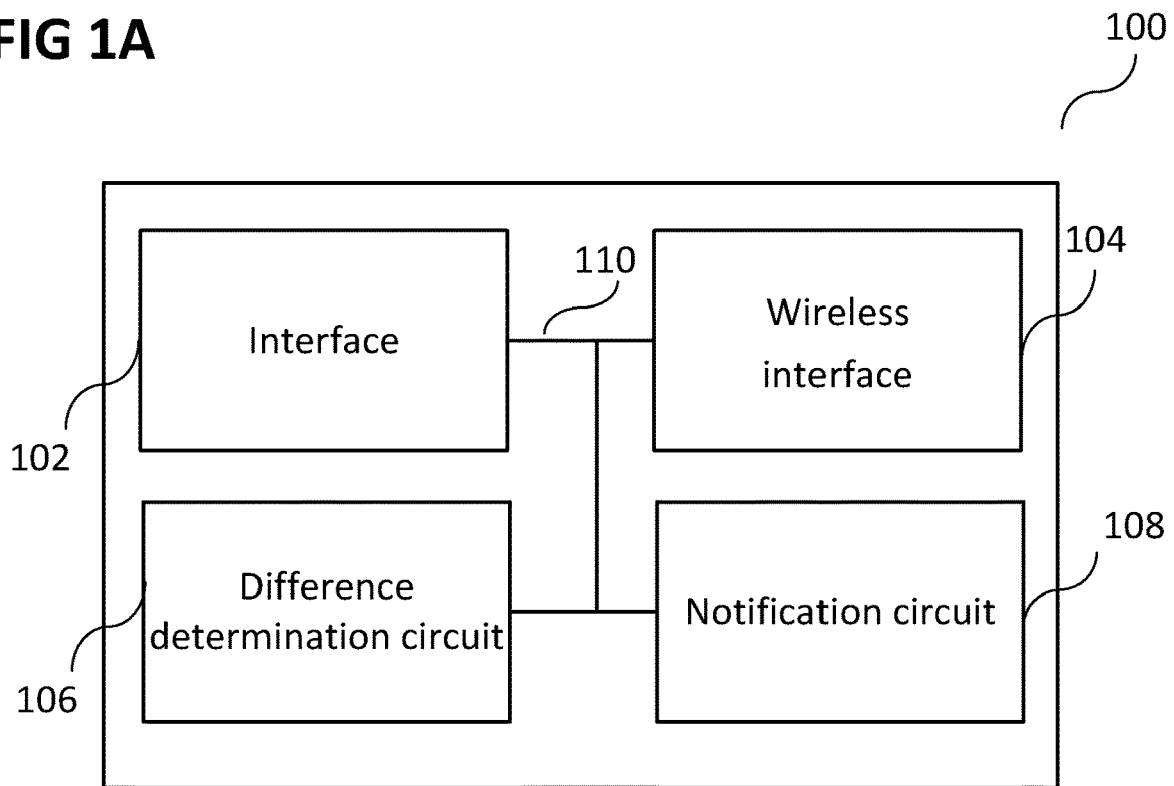 FIG 1A
100
110
104
Interface
Wireless
interface
102
108
Difference
determination circuit
Notification circuit
106